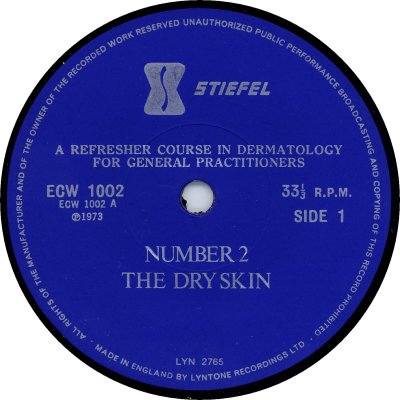 ALL RIGHTS OF THE MANUFACTURER AND OF THE OWNER OF THE RECORDED WORK RESERVED UNAUTHORIZED PUBLIC PERFORMANCE BROADCASTING AND COPYING OF THIS RECORD PROHIBITED
STIEFEL
A REFRESHER COURSE IN DERMATOLOGY
FOR GENERAL PRACTITIONERS
ECW 1002
ECW 1002 A
℗1973
33⅓ R.P.M.
SIDE 1
NUMBER 2
THE DRY SKIN
LYN 2765
· MADE IN ENGLAND BY LYNTONE RECORDINGS LTD ·